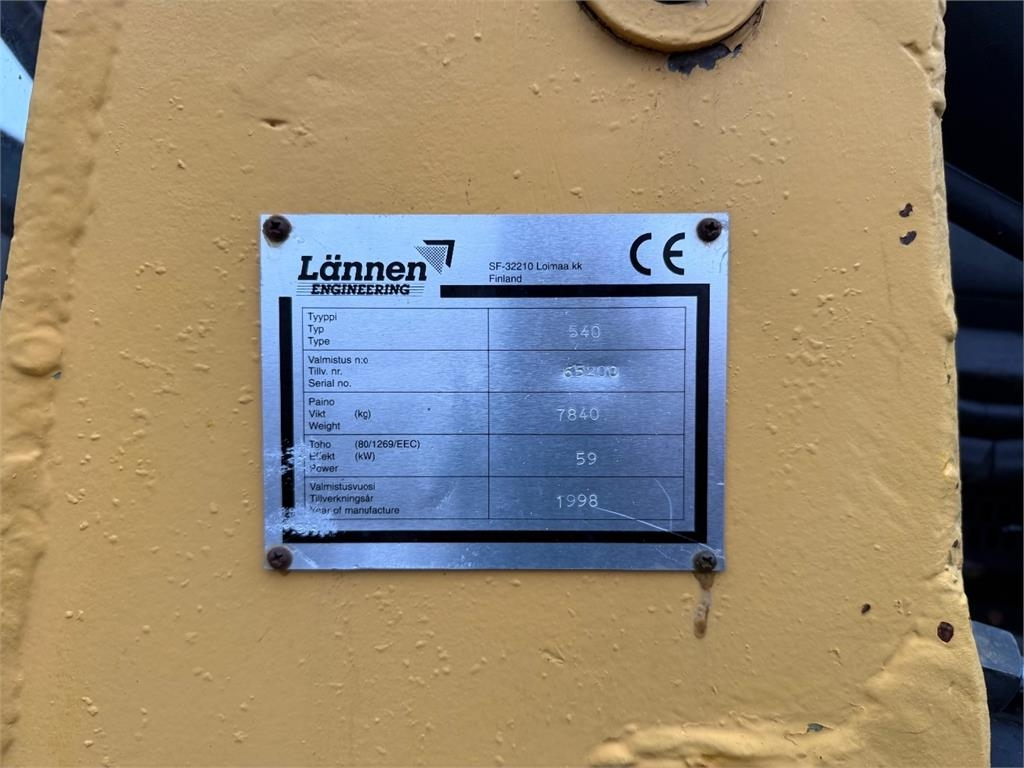 Lännen
ENGINEERING
SF-32210 Loimaa kk
Finland
CE
Tyyppi
Typ
Type
540
Valmistus n:o
Tillv. nr.
Serial no.
Paino
Vikt (kg)
Weight
7840
Teho (80/1269/EEC)
Effekt (kW)
Power
59
Valmistusvuosi
Tillverkningsår
Year of manufacture
1998